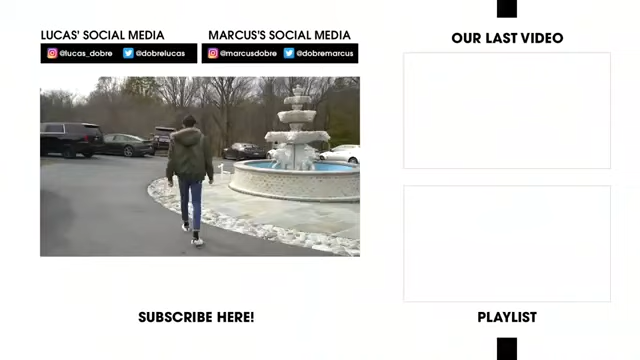 LUCAS' SOCIAL MEDIA
@lucas_dobre @dobrelucas
MARCUS'S SOCIAL MEDIA
@marcusdobre @dobremarcus
OUR LAST VIDEO
SUBSCRIBE HERE!
PLAYLIST